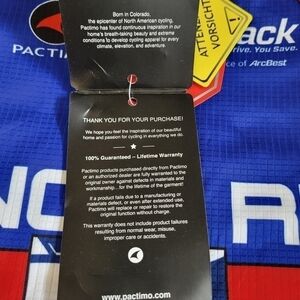 Born in Colorado,
the epicenter of North American cycling,
Pactimo has found continuous inspiration in our
home's breath-taking beauty and extreme
conditions to develop cycling apparel for every
climate, elevation, and adventure.
PACTIM
ATTEN
VORSICHT
ack
ive. You Save.
ce of ArcBest
THANK YOU FOR YOUR PURCHASE!
We hope you feel the inspiration of our beautiful
home and passion for cycling in everything we do.
100% Guaranteed – Lifetime Warranty
Pactimo products purchased directly from Pactimo
or an authorized dealer are fully warranted to the
original owner against defects in materials and
workmanship...for the lifetime of the garment!
If a product fails due to a manufacturing or
materials defect, or even after extended use,
Pactimo will replace or repair to restore the
original function without charge.
This warranty does not include product failures
resulting from normal wear, misuse,
improper care or accidents.
www.pactimo.com
N
A